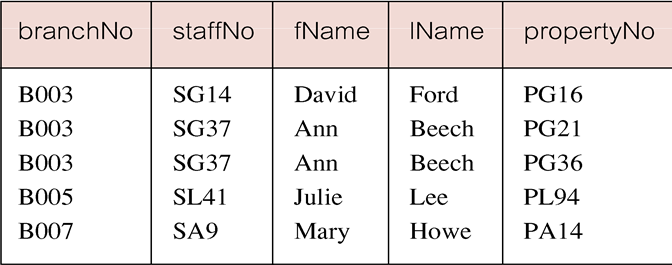 branchNo staffNo fName lName propertyNo
B003 SG14 David Ford PG16
B003 SG37 Ann Beech PG21
B003 SG37 Ann Beech PG36
B005 SL41 Julie Lee PL94
B007 SA9 Mary Howe PA14